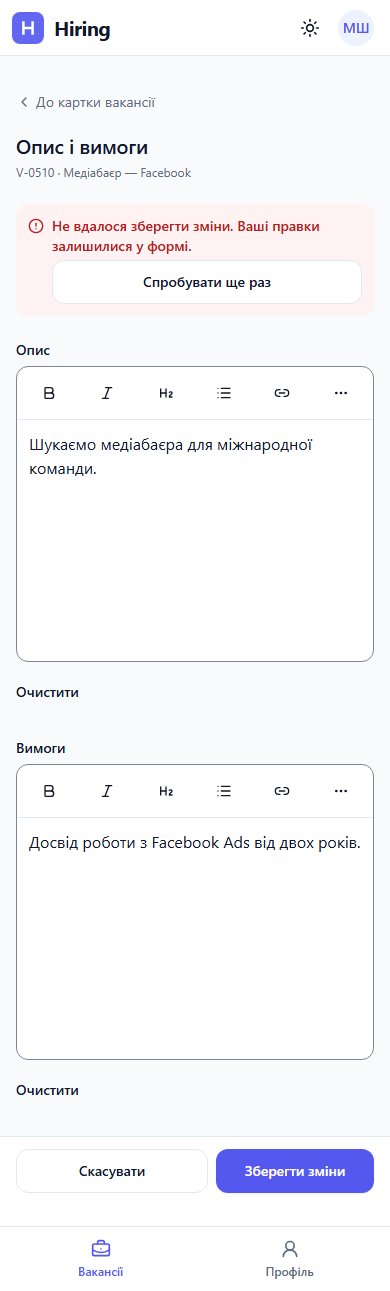 H Hiring МШ
До картки вакансії
Опис і вимоги
V-0510 · Медіабаєр — Facebook
Не вдалося зберегти зміни. Ваші правки
залишилися у формі.
Спробувати ще раз
Опис
B I H2
Шукаємо медіабаєра для міжнародної
команди.
Очистити
Вимоги
B I H2
Досвід роботи з Facebook Ads від двох років.
Очистити
Скасувати Зберегти зміни
Вакансії Профіль